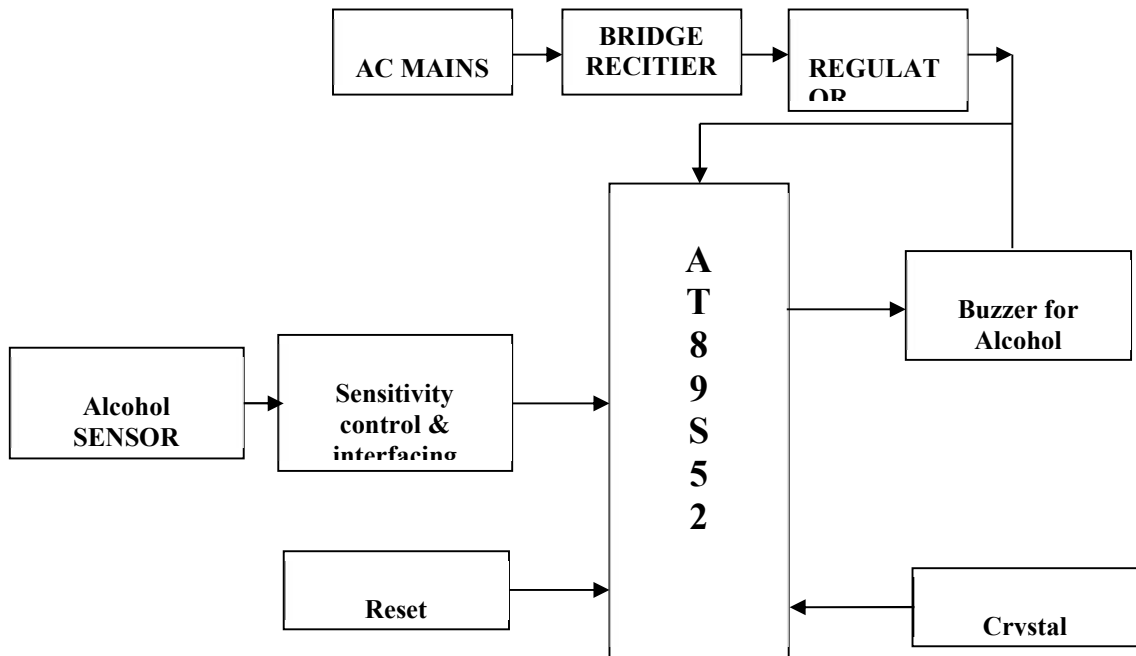 AC MAINS
BRIDGE
RECITIER
REGULAT
OR
A
T
8
9
S
5
2
Buzzer for
Alcohol
Alcohol
SENSOR
Sensitivity
control &
interfacing
Reset
Crystal